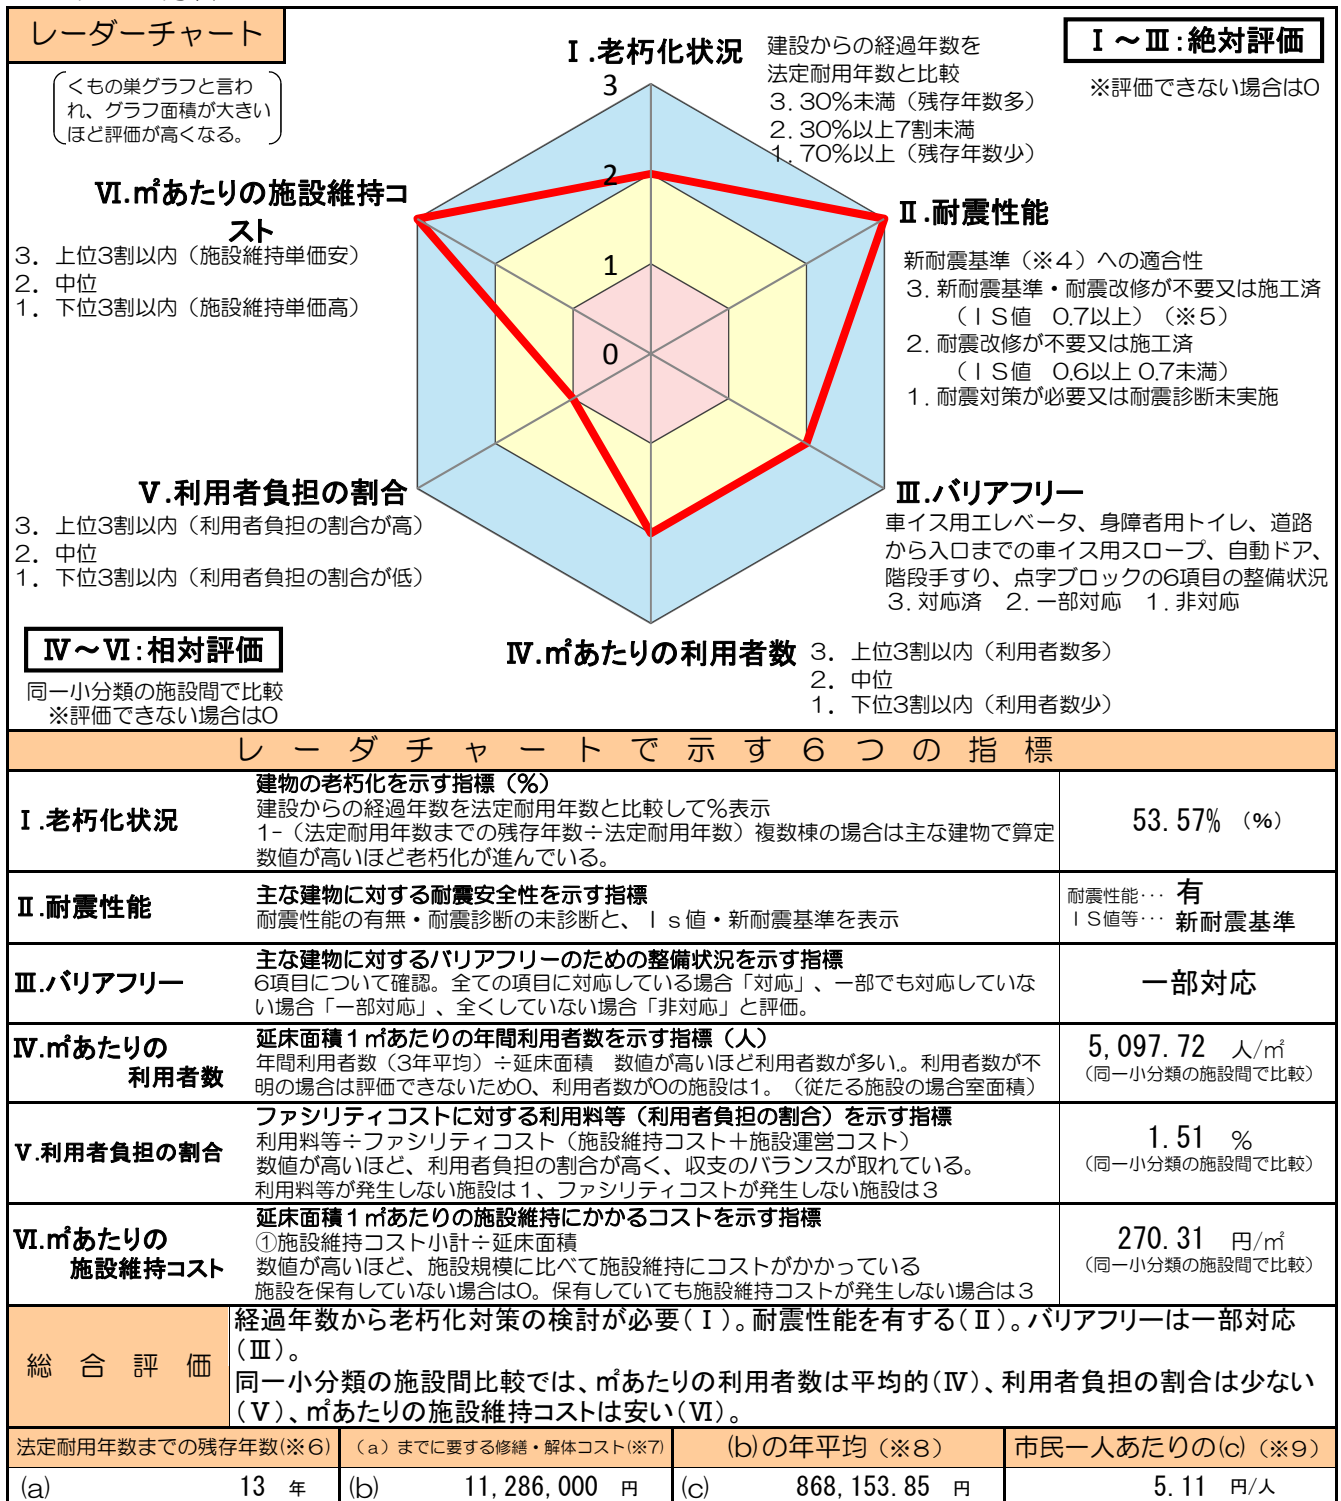 レーダーチャート
くもの巣グラフと言わ
れ、グラフ面積が大きい
ほど評価が高くなる。
Ⅰ.老朽化状況
建設からの経過年数を
法定耐用年数と比較
3. 30%未満（残存年数多）
2. 30%以上7割未満
1. 70%以上（残存年数少）
Ⅰ～Ⅲ:絶対評価
※評価できない場合は0
3
2
1
0
Ⅵ.㎡あたりの施設維持コ
スト
3. 上位3割以内（施設維持単価安）
2. 中位
1. 下位3割以内（施設維持単価高）
Ⅱ.耐震性能
新耐震基準（※4）への適合性
3. 新耐震基準・耐震改修が不要又は施工済
（ＩＳ値　0.7以上）（※5）
2. 耐震改修が不要又は施工済
（ＩＳ値　0.6以上 0.7未満）
1. 耐震対策が必要又は耐震診断未実施
Ⅴ.利用者負担の割合
3. 上位3割以内（利用者負担の割合が高）
2. 中位
1. 下位3割以内（利用者負担の割合が低）
Ⅲ.バリアフリー
車イス用エレベータ、身障者用トイレ、道路
から入口までの車イス用スロープ、自動ドア、
階段手すり、点字ブロックの6項目の整備状況
3. 対応済　2. 一部対応　1. 非対応
Ⅳ～Ⅵ:相対評価
同一小分類の施設間で比較
※評価できない場合は0
Ⅳ.㎡あたりの利用者数
3. 上位3割以内（利用者数多）
2. 中位
1. 下位3割以内（利用者数少）
レーダチャートで示す6つの指標
Ⅰ.老朽化状況
建物の老朽化を示す指標（%）
建設からの経過年数を法定耐用年数と比較して%表示
1-（法定耐用年数までの残存年数÷法定耐用年数）複数棟の場合は主な建物で算定
数値が高いほど老朽化が進んでいる。
53.57% （%）
Ⅱ.耐震性能
主な建物に対する耐震安全性を示す指標
耐震性能の有無・耐震診断の未診断と、Ｉｓ値・新耐震基準を表示
耐震性能… 有
ＩＳ値等… 新耐震基準
Ⅲ.バリアフリー
主な建物に対するバリアフリーのための整備状況を示す指標
6項目について確認。全ての項目に対応している場合「対応」、一部でも対応していな
い場合「一部対応」、全くしていない場合「非対応」と評価。
一部対応
Ⅳ.㎡あたりの
利用者数
延床面積1㎡あたりの年間利用者数を示す指標（人）
年間利用者数（3年平均）÷延床面積　数値が高いほど利用者数が多い。利用者数が不
明の場合は評価できないため0、利用者数が0の施設は1。（従たる施設の場合室面積）
5,097.72 人/㎡
（同一小分類の施設間で比較）
Ⅴ.利用者負担の割合
ファシリティコストに対する利用料等（利用者負担の割合）を示す指標
利用料等÷ファシリティコスト（施設維持コスト＋施設運営コスト）
数値が高いほど、利用者負担の割合が高く、収支のバランスが取れている。
利用料等が発生しない施設は1、ファシリティコストが発生しない施設は3
1.51 %
（同一小分類の施設間で比較）
Ⅵ.㎡あたりの
施設維持コスト
延床面積1㎡あたりの施設維持にかかるコストを示す指標
①施設維持コスト小計÷延床面積
数値が高いほど、施設規模に比べて施設維持にコストがかかっている
施設を保有していない場合は0。保有していても施設維持コストが発生しない場合は3
270.31 円/㎡
（同一小分類の施設間で比較）
総合評価
経過年数から老朽化対策の検討が必要(Ⅰ)。耐震性能を有する(Ⅱ)。バリアフリーは一部対応
(Ⅲ)。
同一小分類の施設間比較では、㎡あたりの利用者数は平均的(Ⅳ)、利用者負担の割合は少ない
(Ⅴ)、㎡あたりの施設維持コストは安い(Ⅵ)。
法定耐用年数までの残存年数(※6)
（a）までに要する修繕・解体コスト(※7)
(b)の年平均（※8）
市民一人あたりの(c)（※9）
(a) 13 年
(b) 11,286,000 円
(c) 868,153.85 円
5.11 円/人